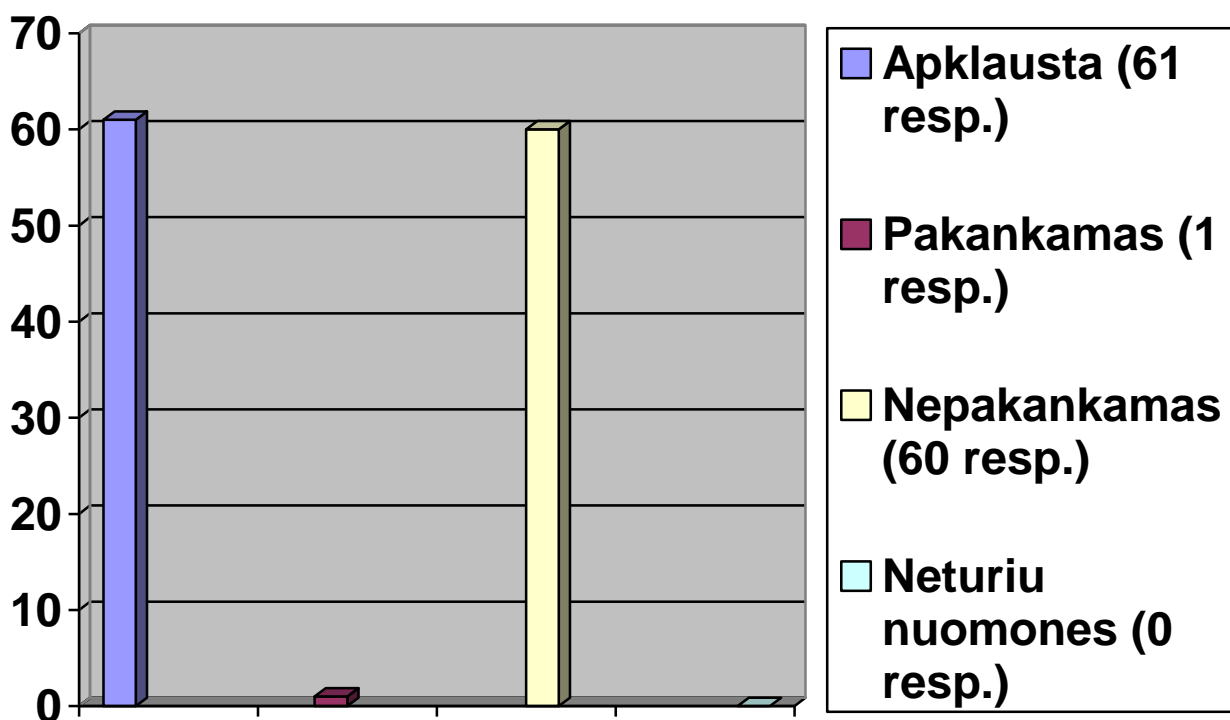 70
60
50
40
30
20
10
0
Apklausta (61
resp.)
Pakankamas (1
resp.)
Nepakankamas
(60 resp.)
Neturiu
nuomones (0
resp.)